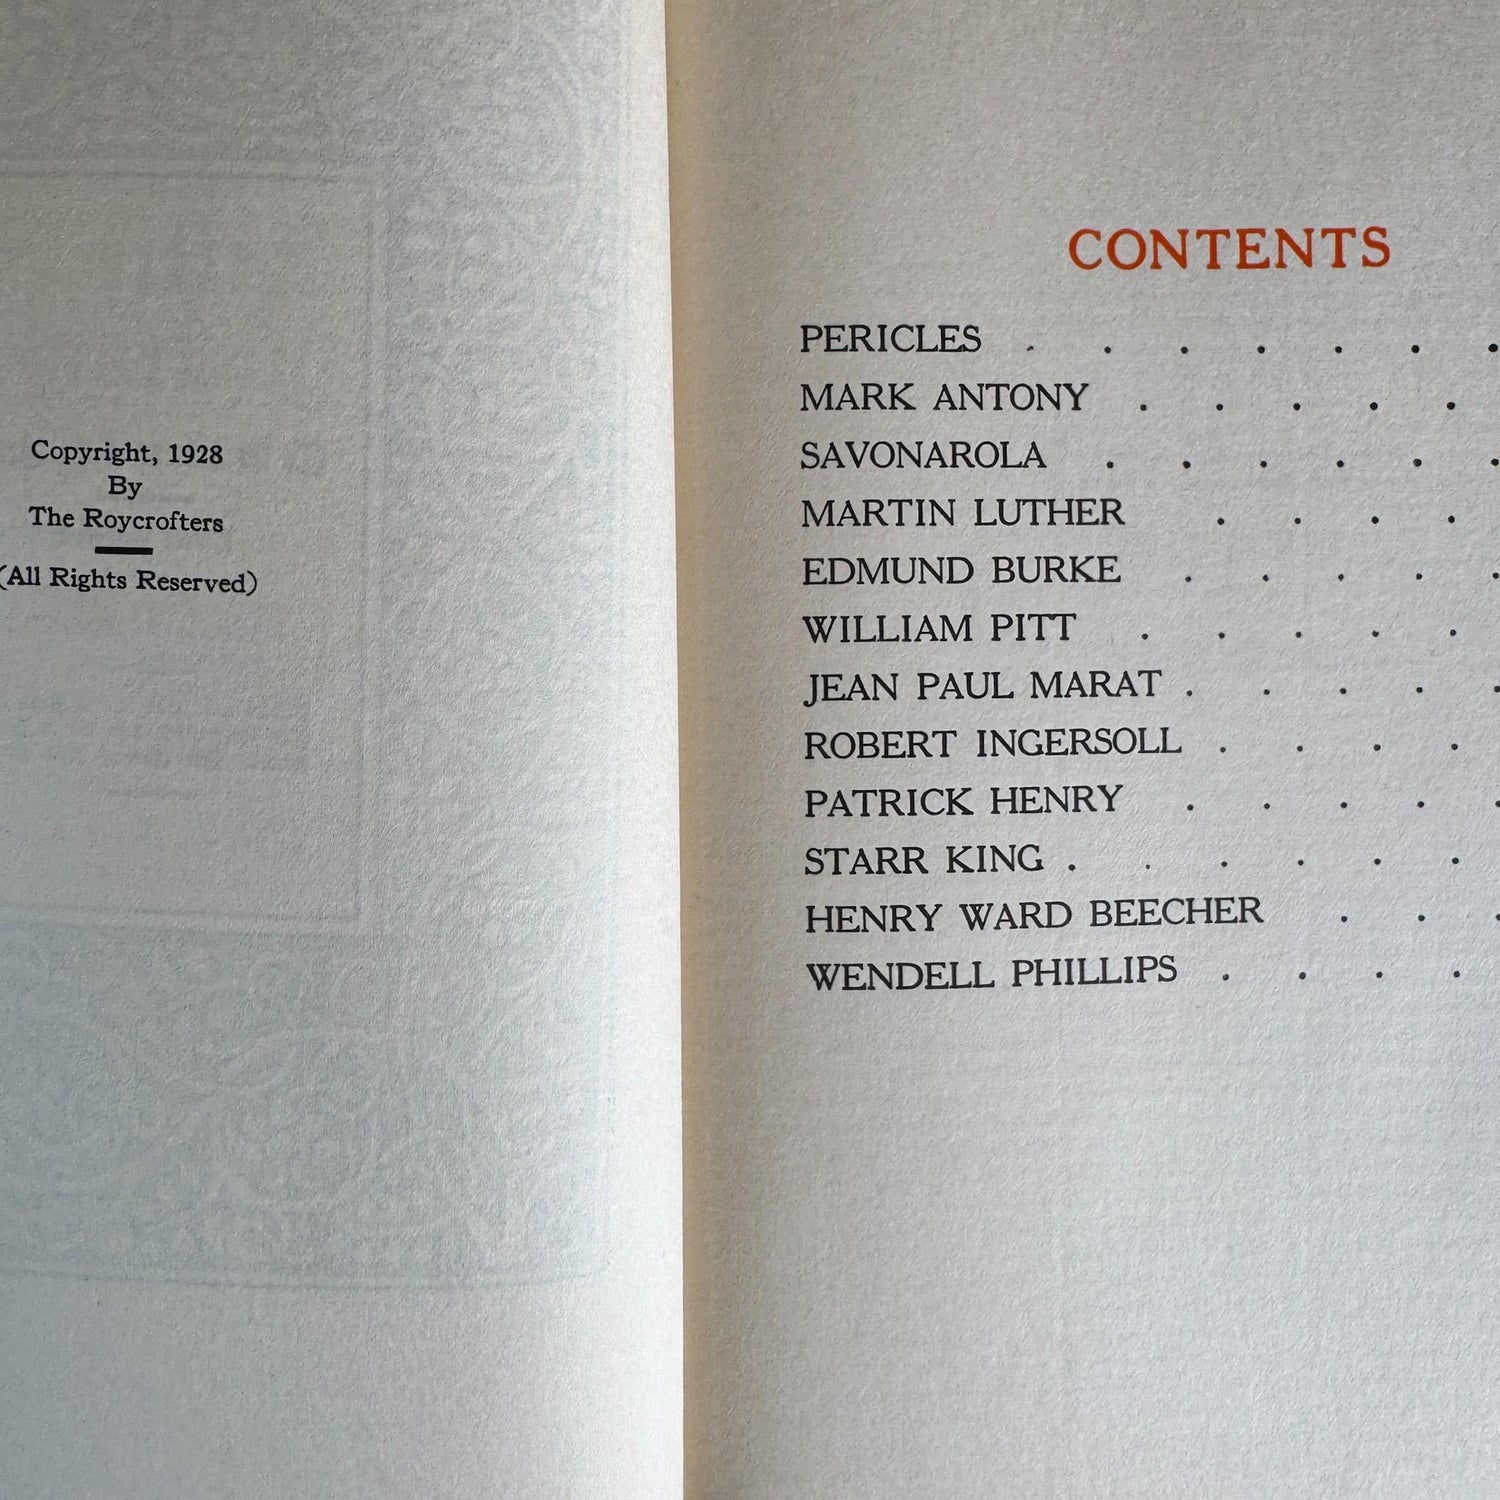 Copyright, 1928
By
The Roycrofters
(All Rights Reserved)
CONTENTS
PERICLES . . . . . . .
MARK ANTONY . . . . .
SAVONAROLA . . . . . .
MARTIN LUTHER . . . .
EDMUND BURKE . . . . .
WILLIAM PITT . . . . .
JEAN PAUL MARAT . . . . .
ROBERT INGERSOLL . . . .
PATRICK HENRY . . . . .
STARR KING . . . . . .
HENRY WARD BEECHER . . .
WENDELL PHILLIPS . . . .